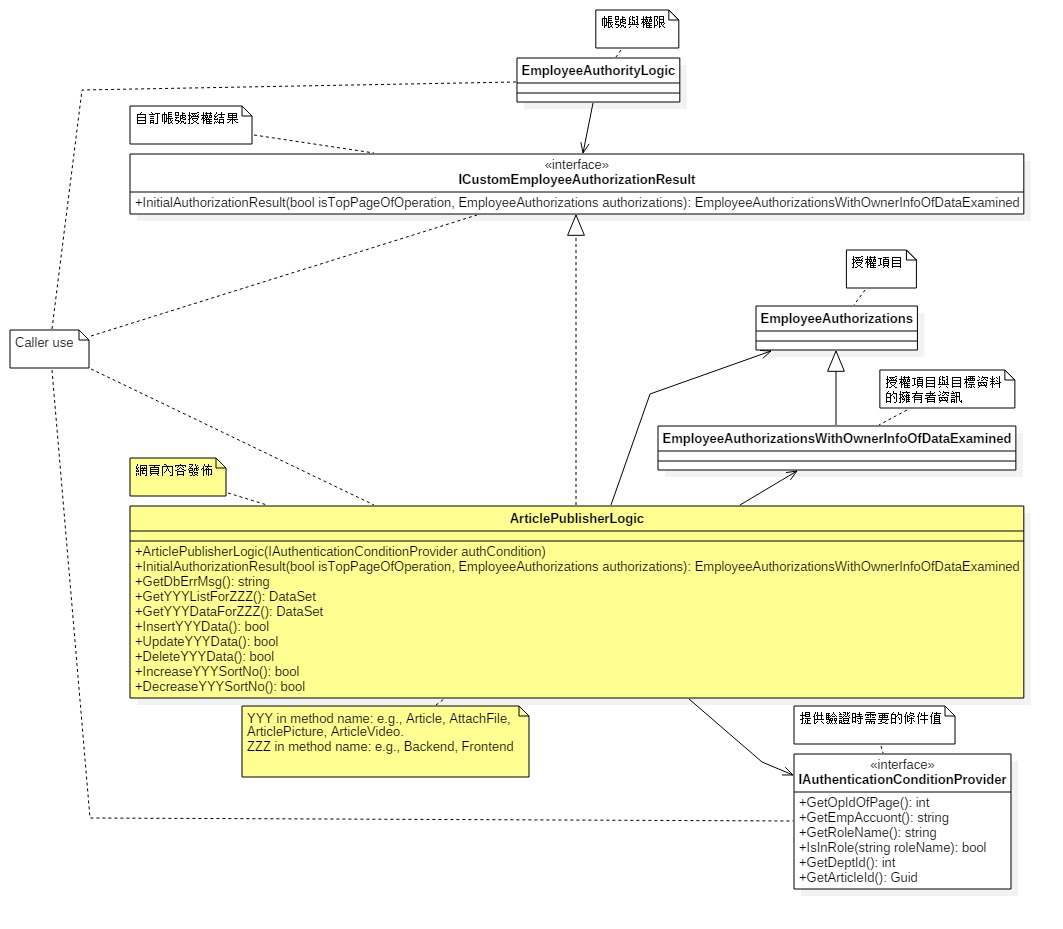 帳號與權限
EmployeeAuthorityLogic
自訂帳號授權結果
«interface»
ICustomEmployeeAuthorizationResult
+InitialAuthorizationResult(bool isTopPageOfOperation, EmployeeAuthorizations authorizations): EmployeeAuthorizationsWithOwnerInfoOfDataExamined
授權項目
EmployeeAuthorizations
Caller use
授權項目與目標資料
的擁有者資訊
EmployeeAuthorizationsWithOwnerInfoOfDataExamined
網頁內容發佈
ArticlePublisherLogic
+ArticlePublisherLogic(IAuthenticationConditionProvider authCondition)
+InitialAuthorizationResult(bool isTopPageOfOperation, EmployeeAuthorizations authorizations): EmployeeAuthorizationsWithOwnerInfoOfDataExamined
+GetDbErrMsg(): string
+GetYYYListForZZZ(): DataSet
+GetYYYDataForZZZ(): DataSet
+InsertYYYData(): bool
+UpdateYYYData(): bool
+DeleteYYYData(): bool
+IncreaseYYYSortNo(): bool
+DecreaseYYYSortNo(): bool
YYY in method name: e.g., Article, AttachFile,
ArticlePicture, ArticleVideo.
ZZZ in method name: e.g., Backend, Frontend
提供驗證時需要的條件值
«interface»
IAuthenticationConditionProvider
+GetOpIdOfPage(): int
+GetEmpAccuont(): string
+GetRoleName(): string
+IsInRole(string roleName): bool
+GetDeptId(): int
+GetArticleId(): Guid